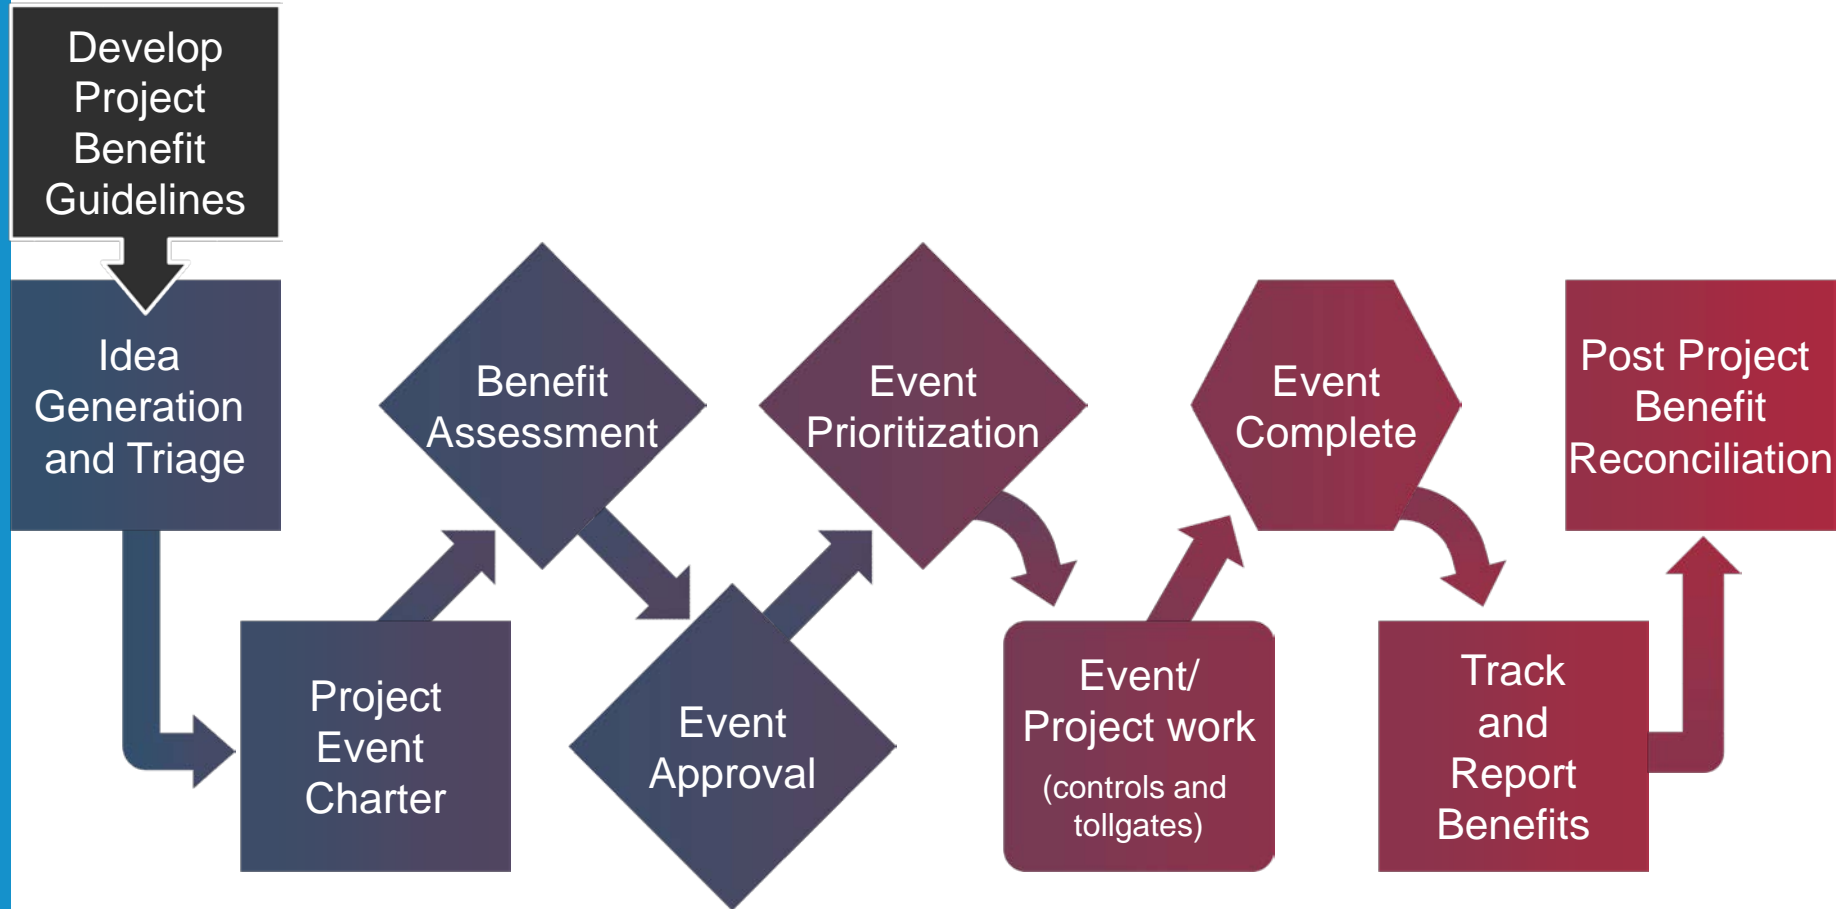 Develop
Project
Benefit
Guidelines
Idea
Generation
and Triage
Project
Event
Charter
Benefit
Assessment
Event
Approval
Event
Prioritization
Event/
Project work
(controls and
tollgates)
Event
Complete
Track
and
Report
Benefits
Post Project
Benefit
Reconciliation